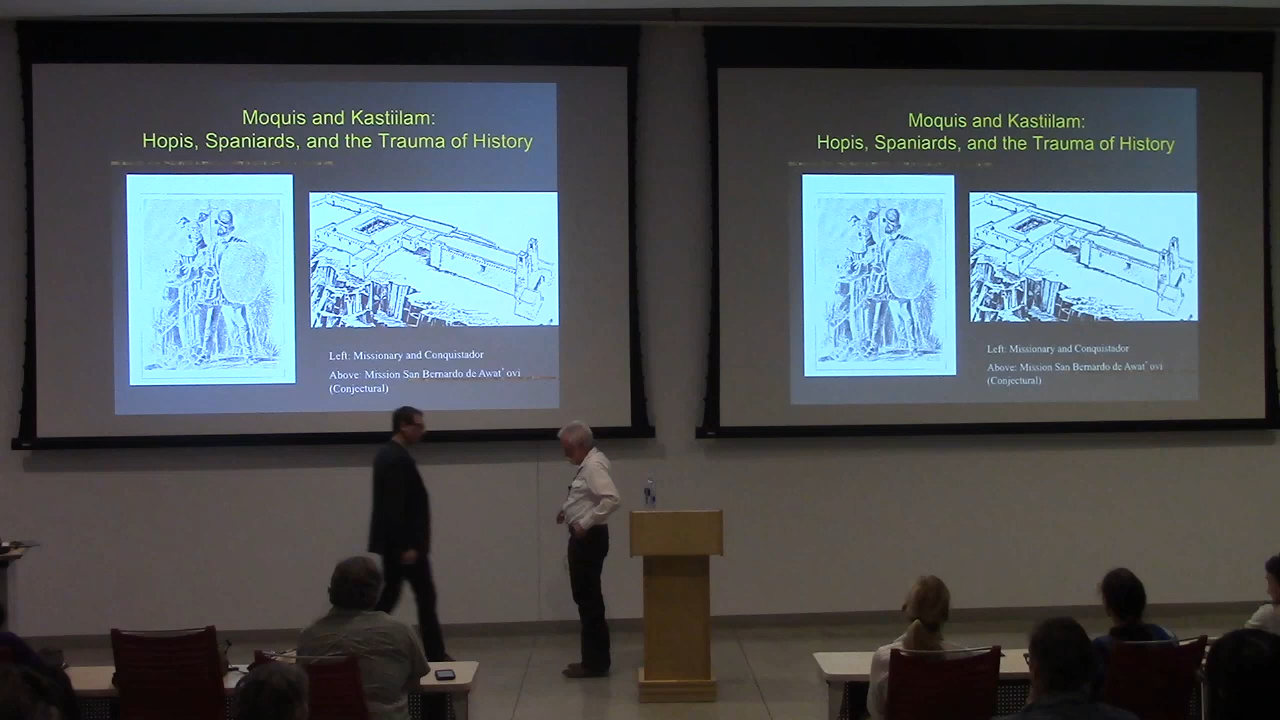 Moquis and Kastiilam:
Hopis, Spaniards, and the Trauma of History
Left: Missionary and Conquistador
Above: Mission San Bernardo de Awat'ovi
(Conjectural)
Moquis and Kastiilam:
Hopis, Spaniards, and the Trauma of History
Left: Missionary and Conquistador
Above: Mission San Bernardo de Awat'ovi
(Conjectural)